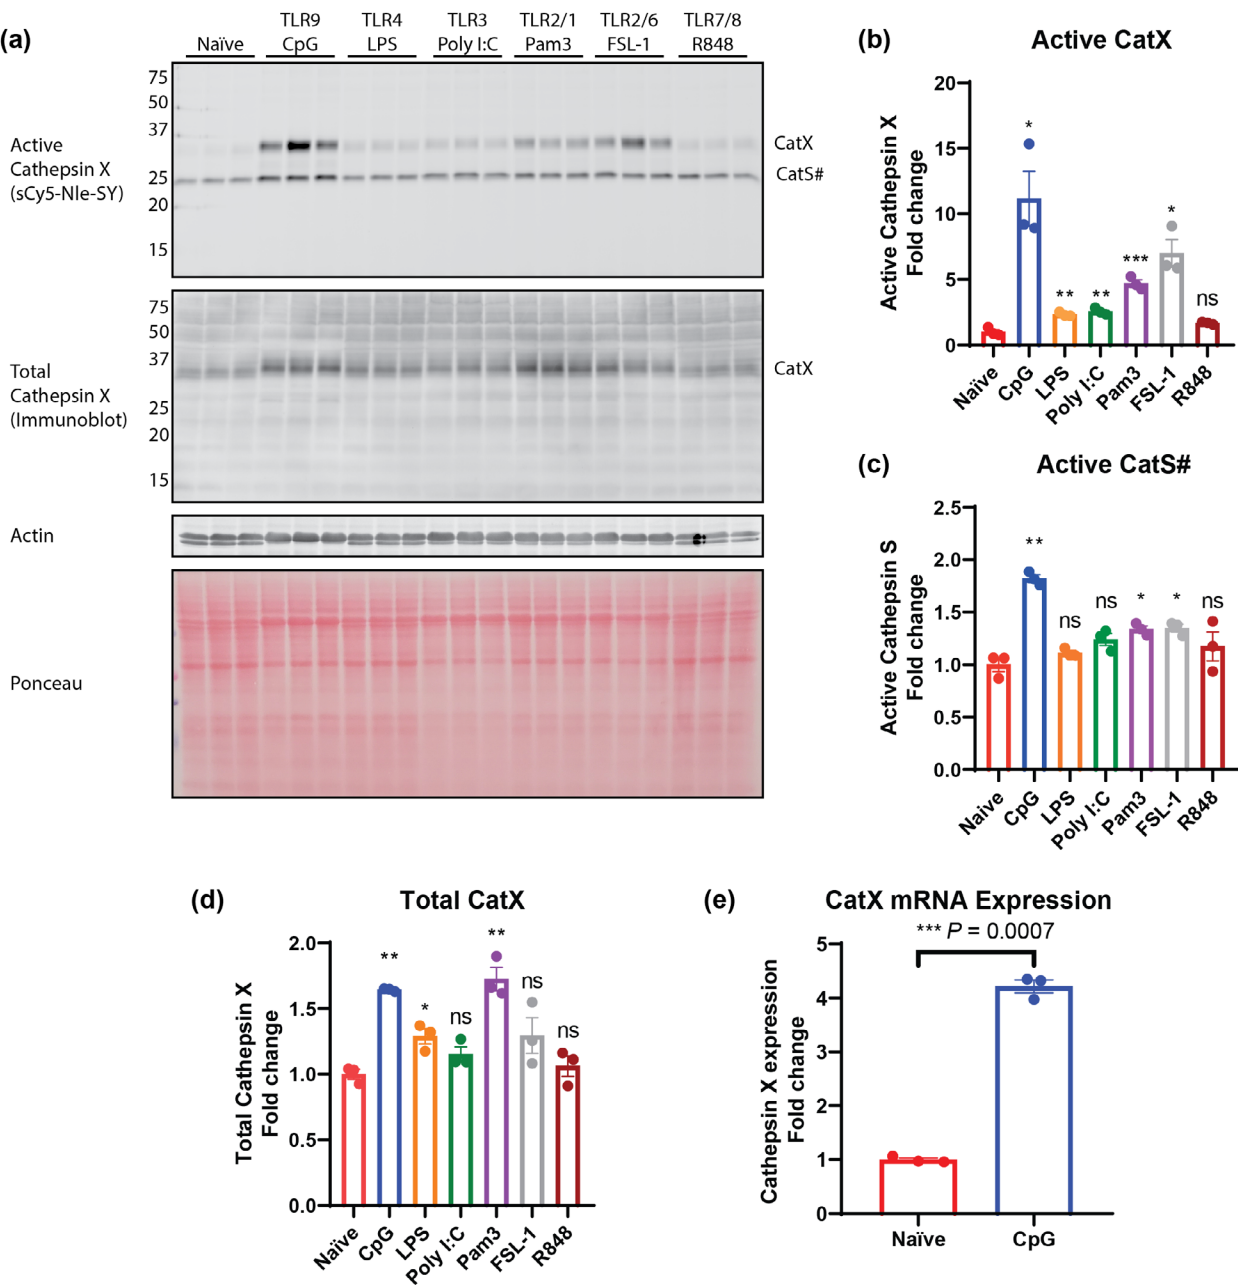 (a)
Naïve
TLR9
CpG
TLR4
LPS
TLR3
Poly I:C
TLR2/1
Pam3
TLR2/6
FSL-1
TLR7/8
R848
Active
Cathepsin X
(sCy5-Nle-SY)
75
50
37
25
20
15
CatX
CatS#
Total
Cathepsin X
(Immunoblot)
75
50
37
25
20
15
CatX
Actin
Ponceau
(b)
Active CatX
Active Cathepsin X
Fold change
20
15
10
5
0
*
**
**
***
*
ns
Naïve
CpG
LPS
Poly I:C
Pam3
FSL-1
R848
(c)
Active CatS#
Active Cathepsin S
Fold change
2.5
2.0
1.5
1.0
0.5
0.0
**
ns
ns
*
*
ns
Naive
CpG
LPS
Poly I:C
Pam3
FSL-1
R848
(d)
Total CatX
Total Cathepsin X
Fold change
2.0
1.5
1.0
0.5
0.0
**
*
ns
**
ns
ns
Naïve
CpG
LPS
Poly I:C
Pam3
FSL-1
R848
(e)
CatX mRNA Expression
*** P = 0.0007
Cathepsin X expression
Fold change
5
4
3
2
1
0
Naïve
CpG